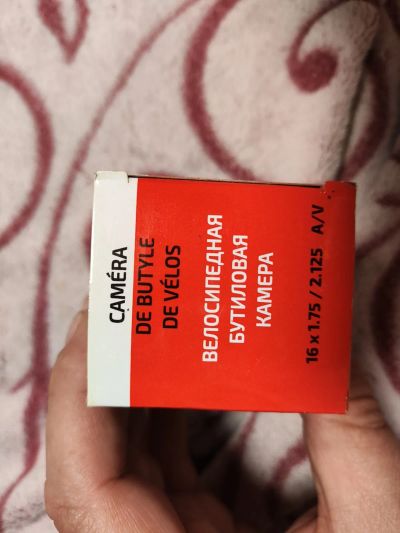 CAMÉRA
DE BUTYLE
DE VÉLOS
ВЕЛОСИПЕДНАЯ
БУТИЛОВАЯ
КАМЕРА
16 x 1.75 / 2.125 A/V